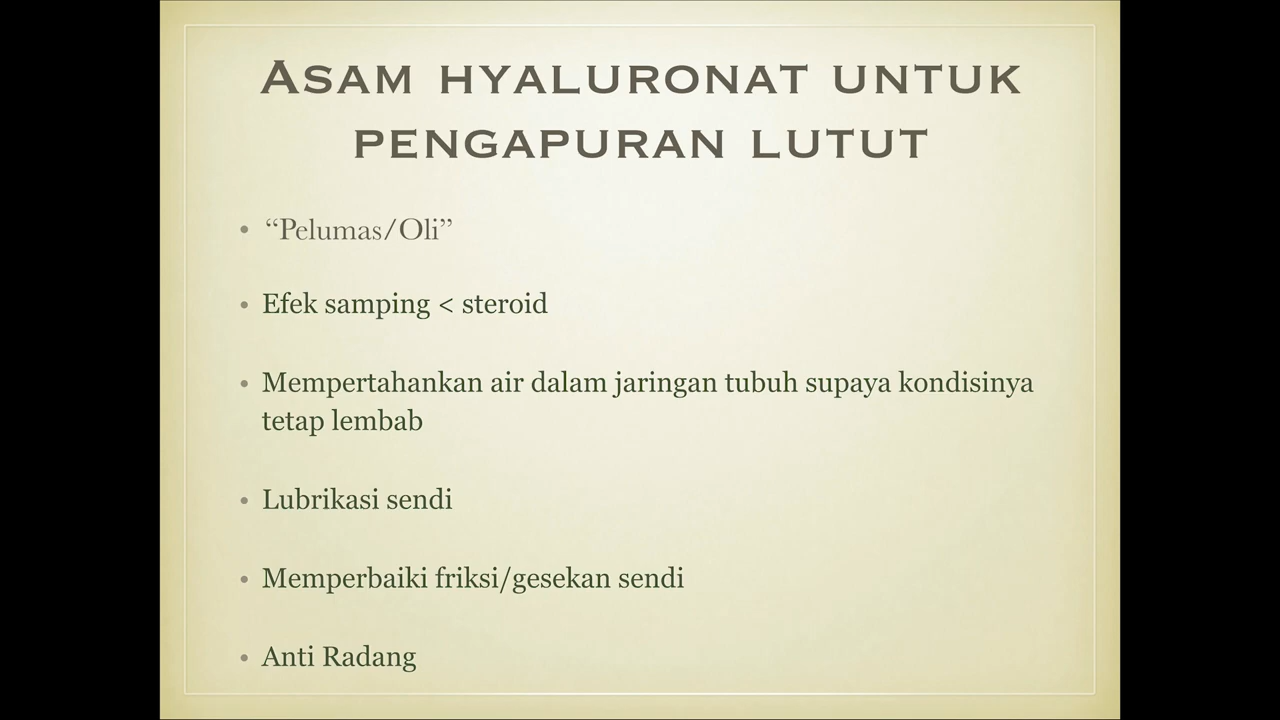 Asam hyaluronat untuk
pengapuran lutut
• “Pelumas/Oli”
• Efek samping < steroid
• Mempertahankan air dalam jaringan tubuh supaya kondisinya
tetap lembab
• Lubrikasi sendi
• Memperbaiki friksi/gesekan sendi
• Anti Radang